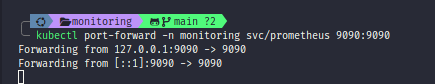 monitoring main ?2
kubectl port-forward -n monitoring svc/prometheus 9090:9090
Forwarding from 127.0.0.1:9090 -> 9090
Forwarding from [::1]:9090 -> 9090